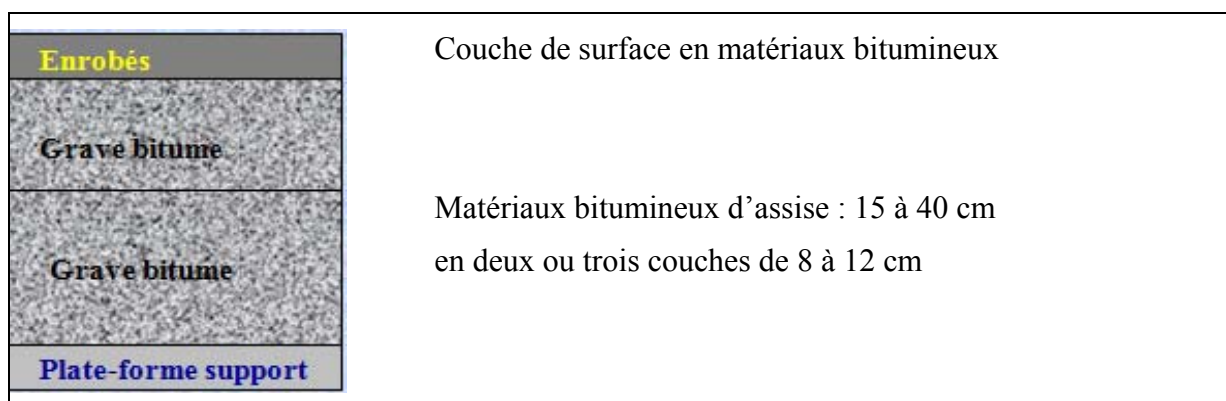 Enrobés
Couche de surface en matériaux bitumineux
Grave bitume
Matériaux bitumineux d’assise : 15 à 40 cm
Grave bitume
en deux ou trois couches de 8 à 12 cm
Plate-forme support